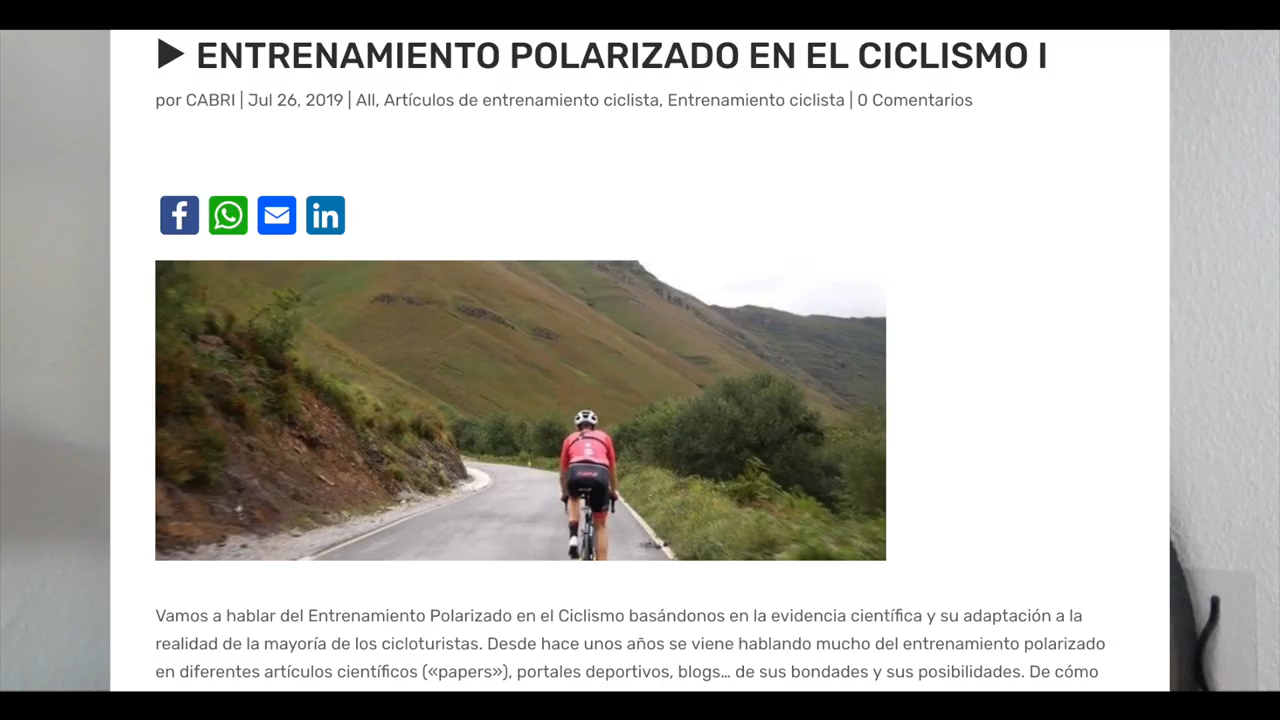 ▶ ENTRENAMIENTO POLARIZADO EN EL CICLISMO I
por CABRI | Jul 26, 2019 | All, Artículos de entrenamiento ciclista, Entrenamiento ciclista | 0 Comentarios
Vamos a hablar del Entrenamiento Polarizado en el Ciclismo basándonos en la evidencia científica y su adaptación a la
realidad de la mayoría de los cicloturistas. Desde hace unos años se viene hablando mucho del entrenamiento polarizado
en diferentes artículos científicos («papers»), portales deportivos, blogs… de sus bondades y sus posibilidades. De cómo